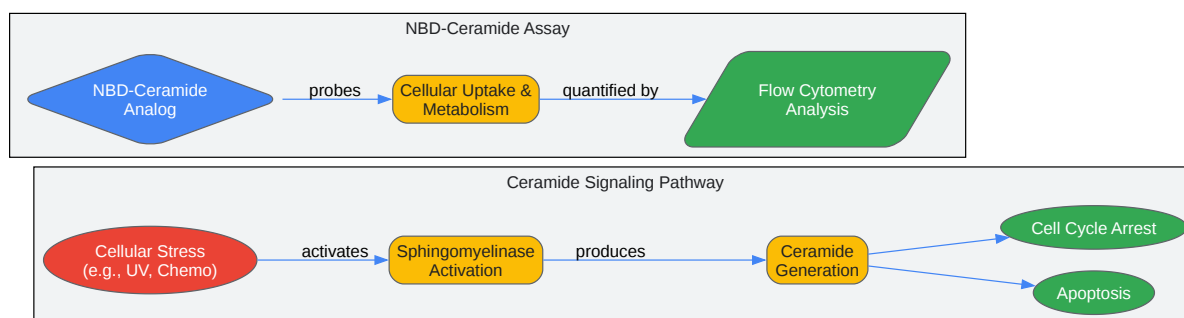 NBD-Ceramide Assay
NBD-Ceramide
Analog
probes
Cellular Uptake &
Metabolism
quantified by
Flow Cytometry
Analysis
Ceramide Signaling Pathway
Cellular Stress
(e.g., UV, Chemo)
activates
Sphingomyelinase
Activation
produces
Ceramide
Generation
Cell Cycle Arrest
Apoptosis